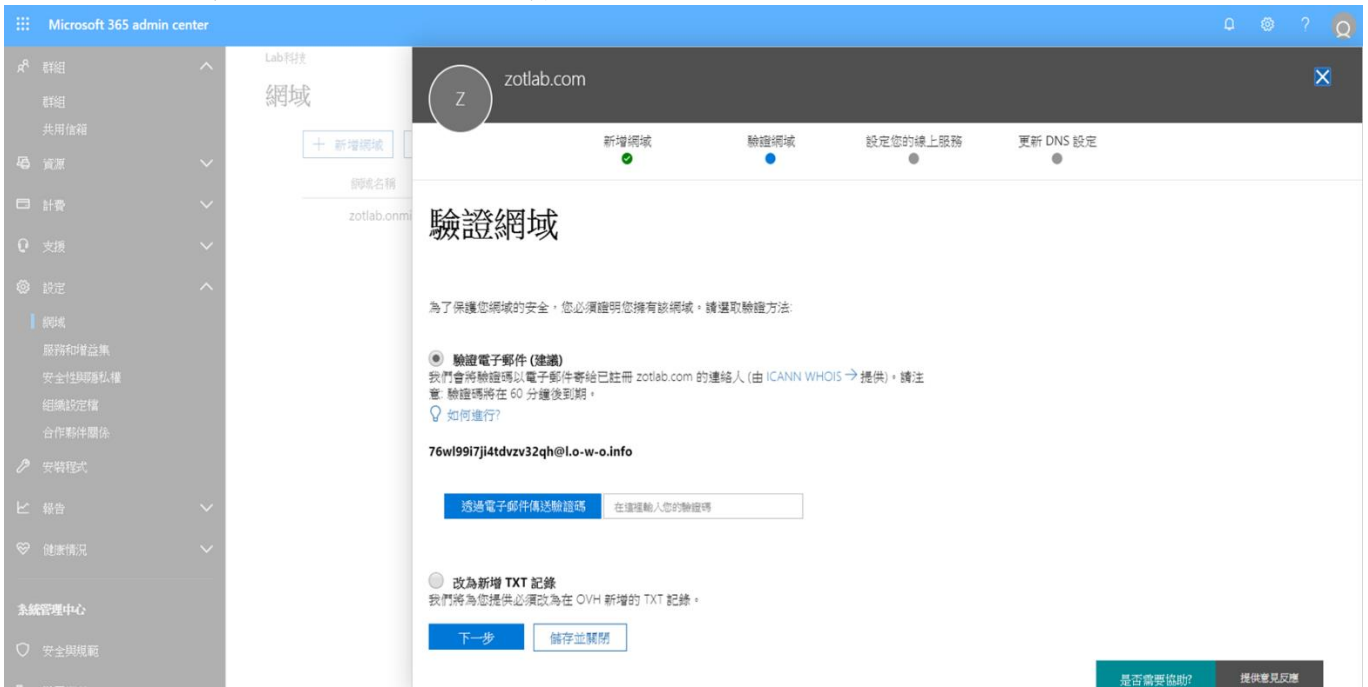 Microsoft 365 admin center
?
群組
群組
共用信箱
資源
計費
支援
設定
網域
服務和增益集
安全性與隱私權
組織設定檔
合作夥伴關係
安裝程式
報告
健康情況
系統管理中心
安全與規範
Lab科技
網域
新增網域
網域名稱
zotlab.onmi
Z
zotlab.com
新增網域
驗證網域
設定您的線上服務
更新 DNS 設定
驗證網域
為了保護您網域的安全，您必須證明您擁有該網域。請選取驗證方法:
驗證電子郵件 (建議)
我們會將驗證碼以電子郵件寄給已註冊 zotlab.com 的連絡人 (由 ICANN WHOIS → 提供)。請注
意: 驗證碼將在 60 分鐘後到期。
如何進行?
76wl99i7ji4tdvzv32qh@l.o-w-o.info
透過電子郵件傳送驗證碼
在這裡輸入您的驗證碼
改為新增 TXT 記錄
我們將為您提供必須改為在 OVH 新增的 TXT 記錄。
下一步
儲存並關閉
是否需要協助?
提供意見反應